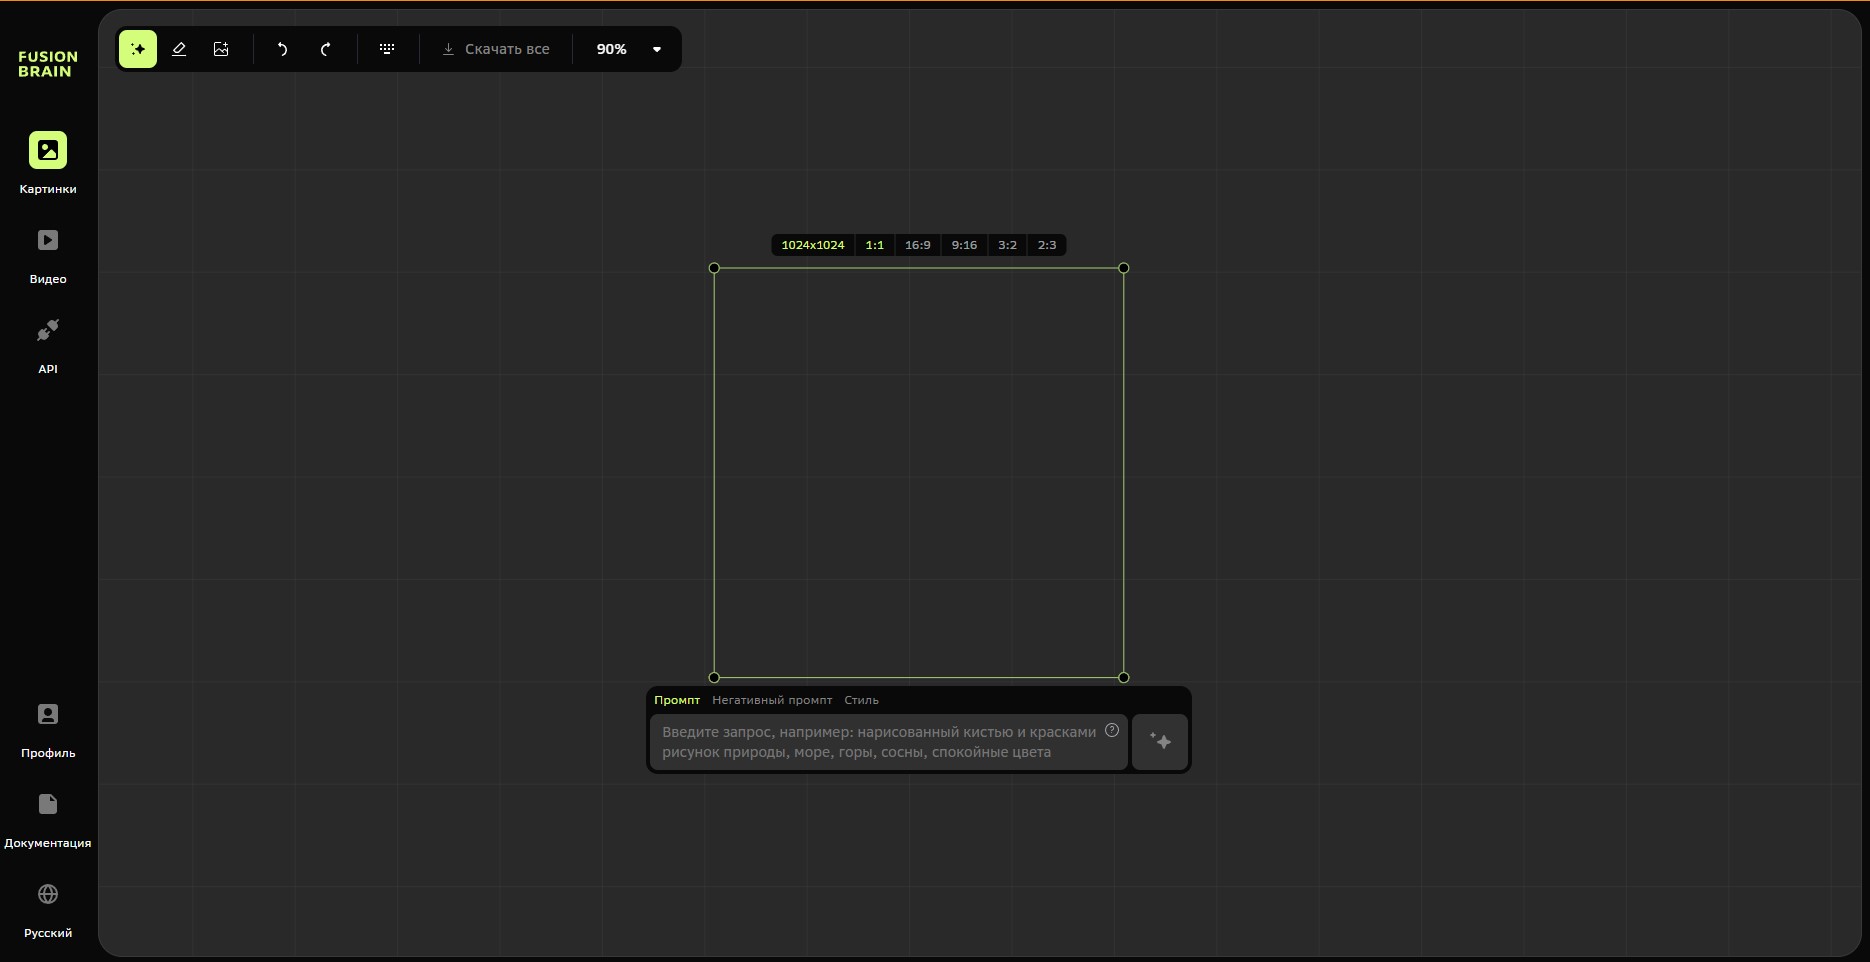 FUSION
BRAIN
Картинки
Видео
API
Профиль
Документация
Русский
Скачать все
90%
1024x1024 1:1 16:9 9:16 3:2 2:3
Промпт Негативный промпт Стиль
Введите запрос, например: нарисованный кистью и красками
рисунок природы, море, горы, сосны, спокойные цвета
?